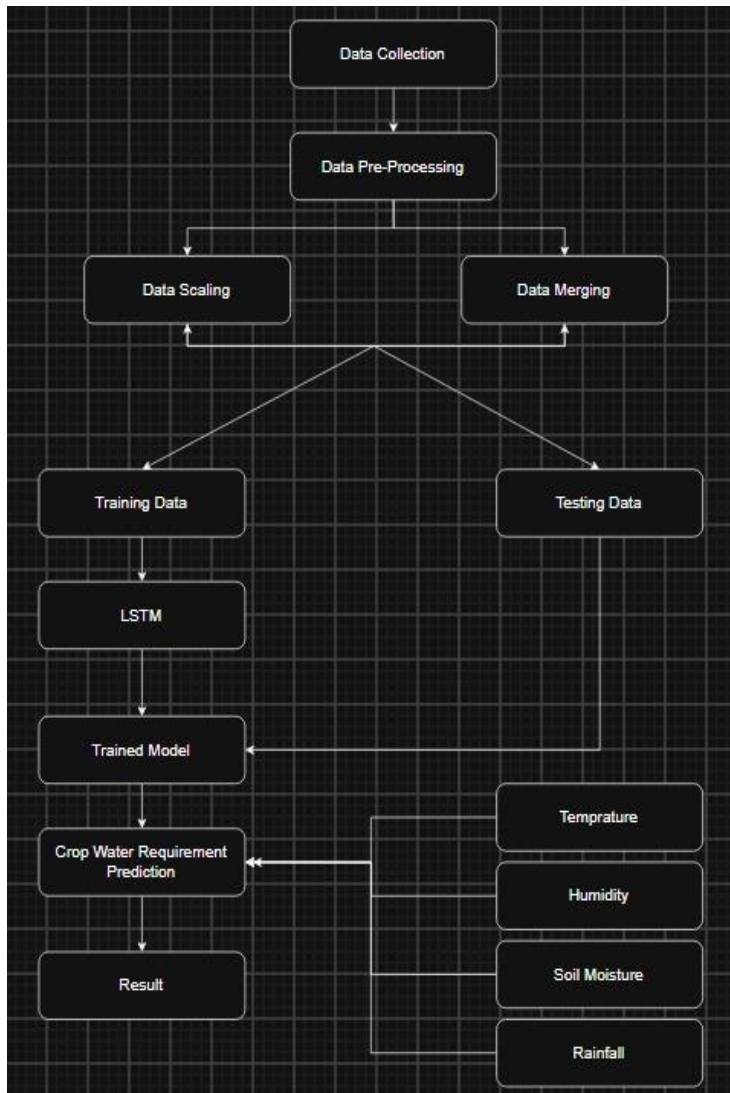 Data Collection
Data Pre-Processing
Data Scaling
Data Merging
Training Data
Testing Data
LSTM
Trained Model
Temprature
Crop Water Requirement
Prediction
Humidity
Soil Moisture
Result
Rainfall